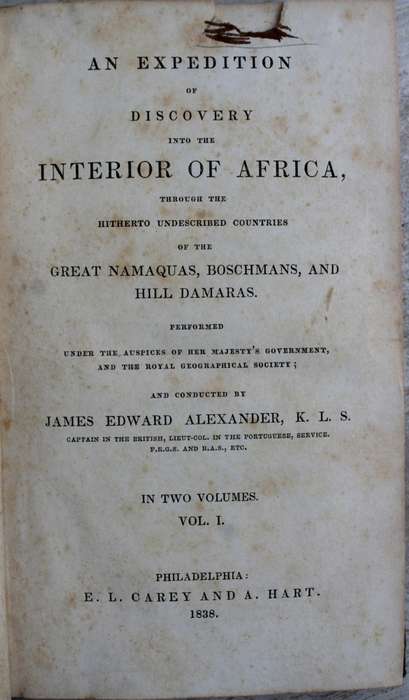 AN EXPEDITION
OF
DISCOVERY
INTO THE
INTERIOR OF AFRICA,
THROUGH THE
HITHERTO UNDESCRIBED COUNTRIES
OF THE
GREAT NAMAQUAS, BOSCHMANS, AND
HILL DAMARAS.
PERFORMED
UNDER THE AUSPICES OF HER MAJESTY'S GOVERNMENT,
AND THE ROYAL GEOGRAPHICAL SOCIETY;
AND CONDUCTED BY
JAMES EDWARD ALEXANDER, K. L. S.
CAPTAIN IN THE BRITISH, LIEUT-COL. IN THE PORTUGUESE, SERVICE.
F.R.G.S. AND R.A.S., ETC.
IN TWO VOLUMES.
VOL. I.
PHILADELPHIA:
E. L. CAREY AND A. HART.
1838.